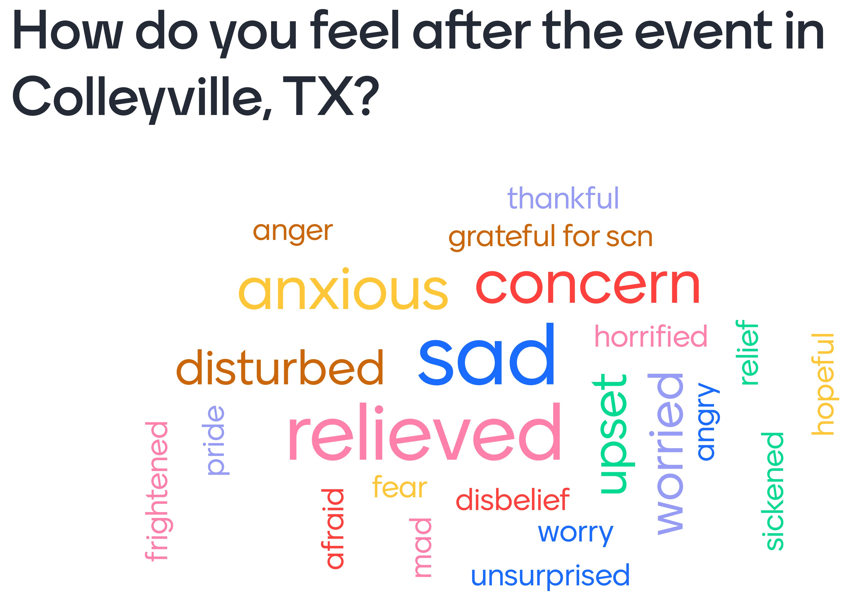 How do you feel after the event in
Colleyville, TX?
thankful
anger
grateful for scn
anxious
concern
sad
horrified
relief
hopeful
disturbed
relieved
upset
worried
angry
pride
frightened
sickened
fear
disbelief
afraid
mad
worry
unsurprised